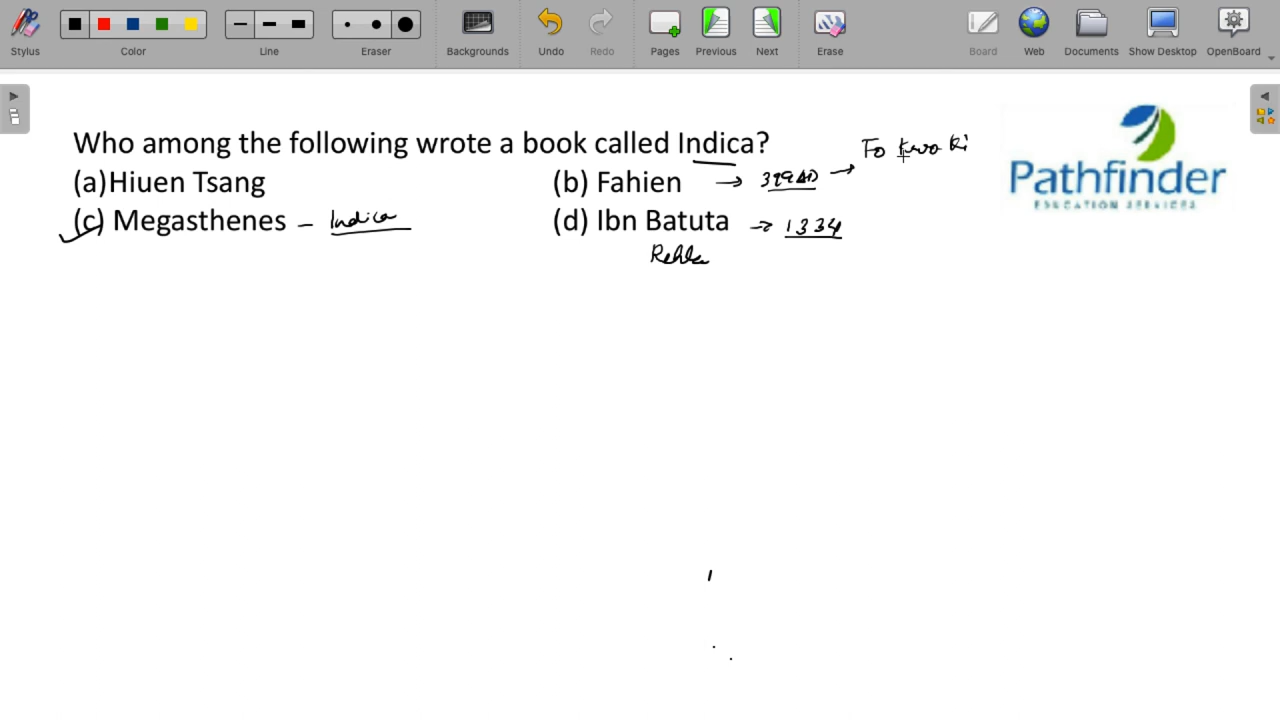 Stylus Color Line Eraser Backgrounds Undo Redo Pages Previous Next Erase Board Web Documents Show Desktop OpenBoard
Who among the following wrote a book called Indica? Fo kwo ki
(a)Hiuen Tsang (b) Fahien → 399 AD →
(c) Megasthenes – Indica (d) Ibn Batuta → 1334
Rehla
Pathfinder
EDUCATION SERVICES